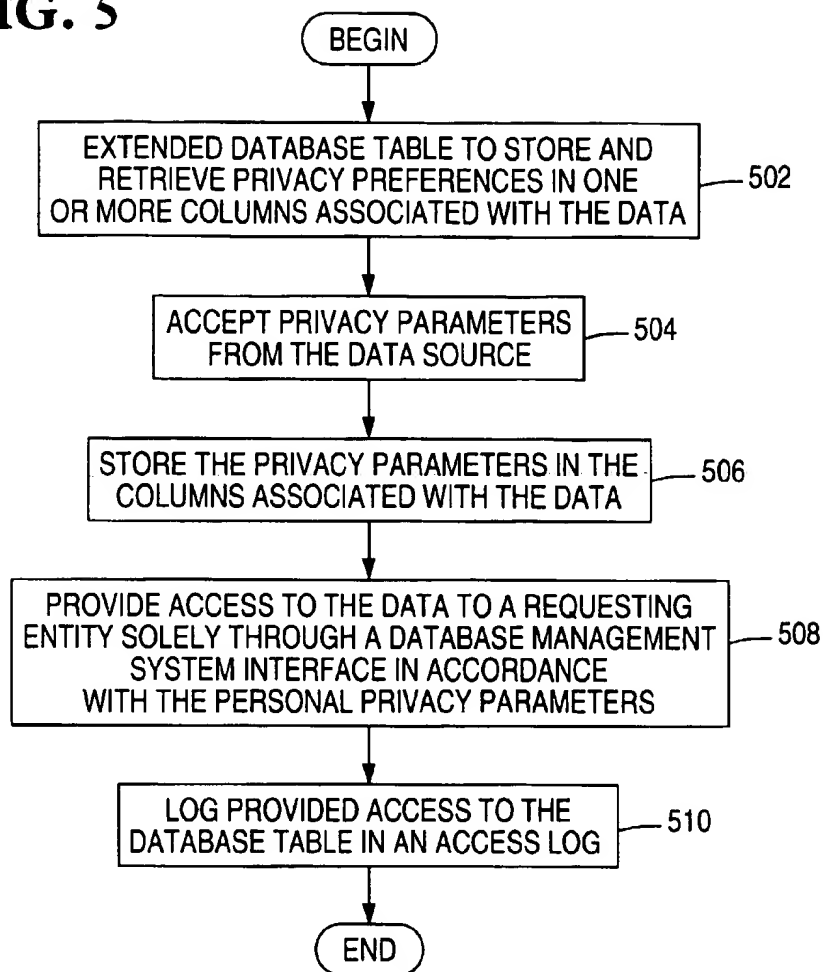 IG. 5
BEGIN
EXTENDED DATABASE TABLE TO STORE AND
RETRIEVE PRIVACY PREFERENCES IN ONE
OR MORE COLUMNS ASSOCIATED WITH THE DATA
502
ACCEPT PRIVACY PARAMETERS
FROM THE DATA SOURCE
504
STORE THE PRIVACY PARAMETERS IN THE
COLUMNS ASSOCIATED WITH THE DATA
506
PROVIDE ACCESS TO THE DATA TO A REQUESTING
ENTITY SOLELY THROUGH A DATABASE MANAGEMENT
SYSTEM INTERFACE IN ACCORDANCE
WITH THE PERSONAL PRIVACY PARAMETERS
508
LOG PROVIDED ACCESS TO THE
DATABASE TABLE IN AN ACCESS LOG
510
END